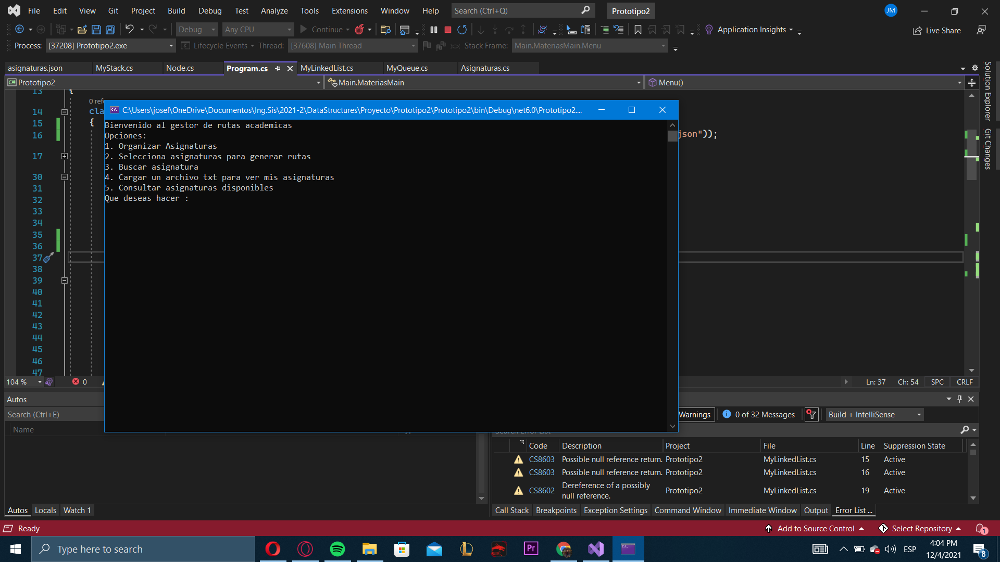 File Edit View Git Project Build Debug Test Analyze Tools Extensions Window Help Search (Ctrl+Q) Prototipo2 JM
Debug Any CPU Continue Application Insights Live Share
Process: [37208] Prototipo2.exe Lifecycle Events Thread: [37608] Main Thread Stack Frame: Main.MateriasMain.Menu
asignaturas.json MyStack.cs Node.cs Program.cs MyLinkedList.cs MyQueue.cs Asignaturas.cs
C# Prototipo2 Main.MateriasMain Menu()
Solution Explorer
Git Changes
13 {
0 refe
14 cla
15 {
16 json"));
17
30
31
32
33
34
35
36
37
38
39
40
41
42
43
44
45
46
47
C:\Users\josel\OneDrive\Documentos\Ing.Sis\2021-2\DataStructures\Proyecto\Prototipo2\Prototipo2\bin\Debug\net6.0\Prototipo2....
Bienvenido al gestor de rutas academicas
Opciones:
1. Organizar Asignaturas
2. Selecciona asignaturas para generar rutas
3. Buscar asignatura
4. Cargar un archivo txt para ver mis asignaturas
5. Consultar asignaturas disponibles
Que deseas hacer :
104 % 0 Ln: 37 Ch: 54 SPC CRLF
Autos
Search (Ctrl+E)
Name
Warnings 0 of 32 Messages Build + IntelliSense
Search Error List
Code Description Project File Line Suppression State
CS8603 Possible null reference return. Prototipo2 MyLinkedList.cs 15 Active
CS8603 Possible null reference return. Prototipo2 MyLinkedList.cs 16 Active
CS8602 Dereference of a possibly null reference. Prototipo2 MyLinkedList.cs 19 Active
Autos Locals Watch 1
Call Stack Breakpoints Exception Settings Command Window Immediate Window Output Error List ...
Ready Add to Source Control Select Repository 1
Type here to search Pr ESP 4:04 PM
12/4/2021 8